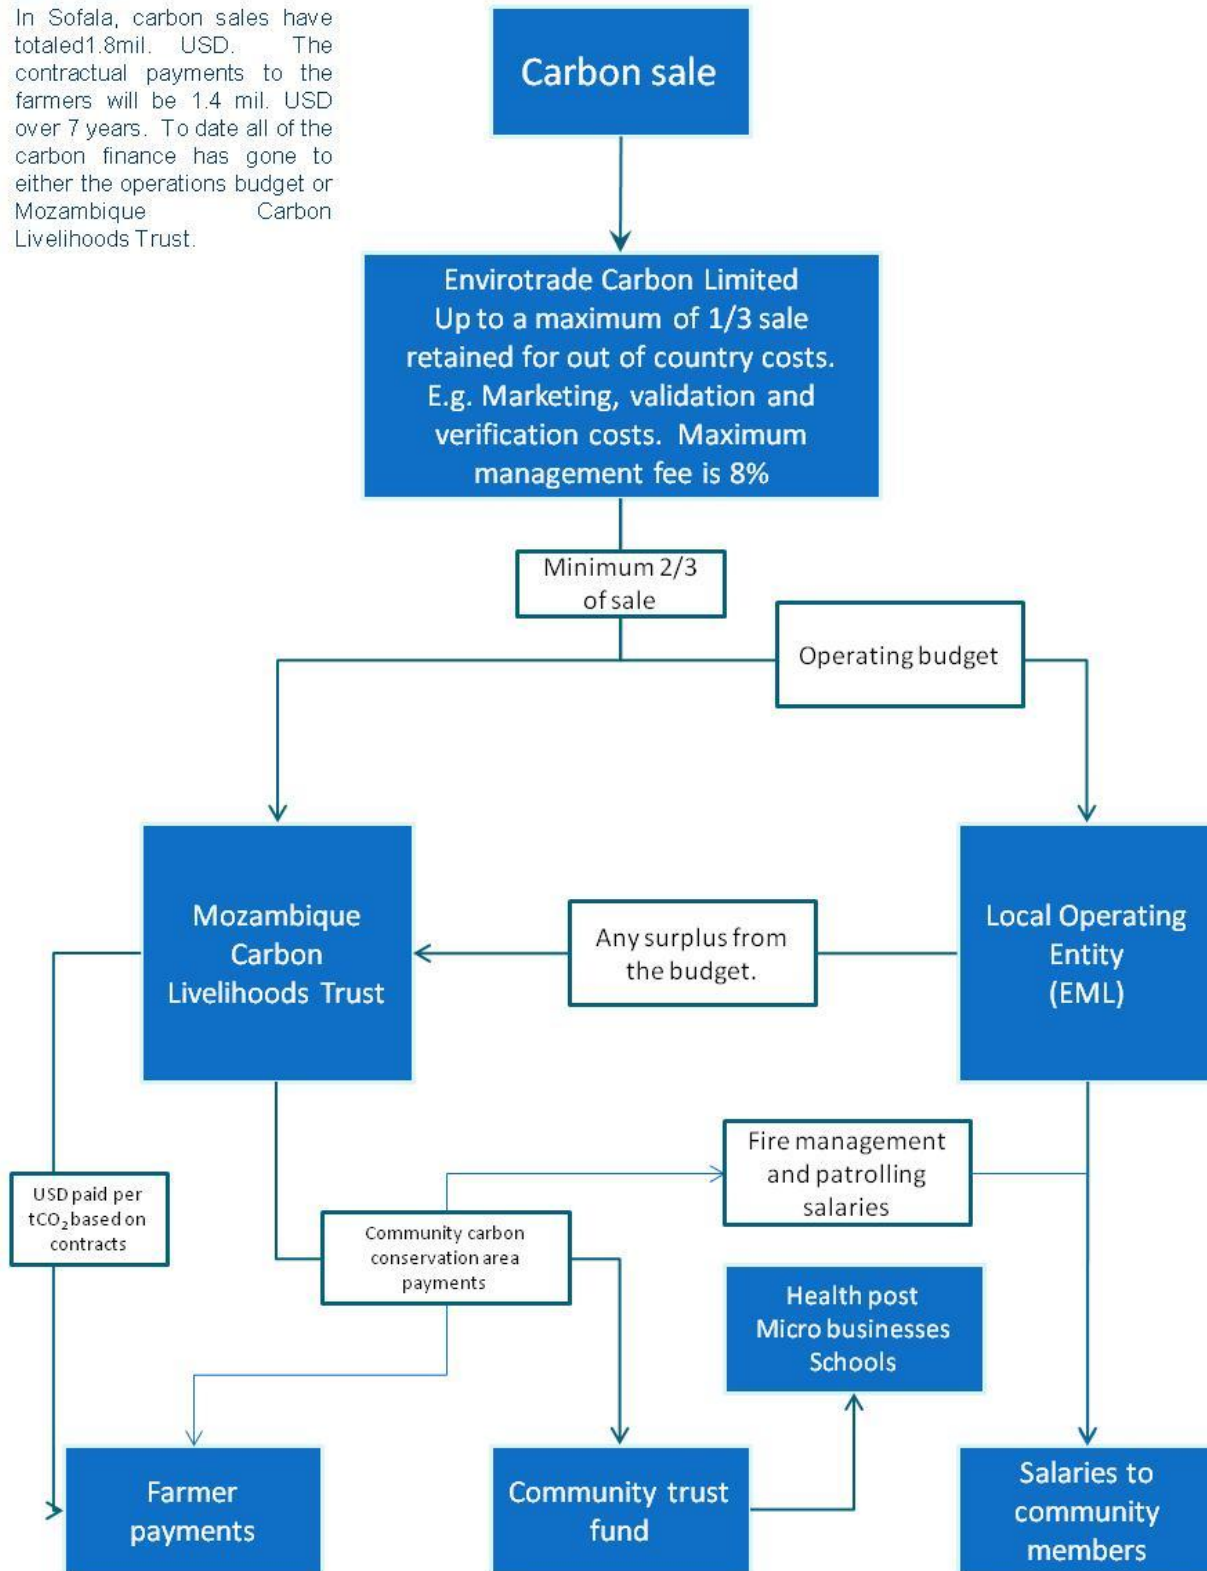 In Sofala, carbon sales have
totaled1.8mil. USD. The
contractual payments to the
farmers will be 1.4 mil. USD
over 7 years. To date all of the
carbon finance has gone to
either the operations budget or
Mozambique Carbon
Livelihoods Trust.
Carbon sale
Envirotrade Carbon Limited
Up to a maximum of 1/3 sale
retained for out of country costs.
E.g. Marketing, validation and
verification costs. Maximum
management fee is 8%
Minimum 2/3
of sale
Operating budget
Mozambique
Carbon
Livelihoods Trust
Any surplus from
the budget.
Local Operating
Entity
(EML)
Fire management
and patrolling
salaries
USD paid per
tCO₂ based on
contracts
Community carbon
conservation area
payments
Health post
Micro businesses
Schools
Farmer
payments
Community trust
fund
Salaries to
community
members